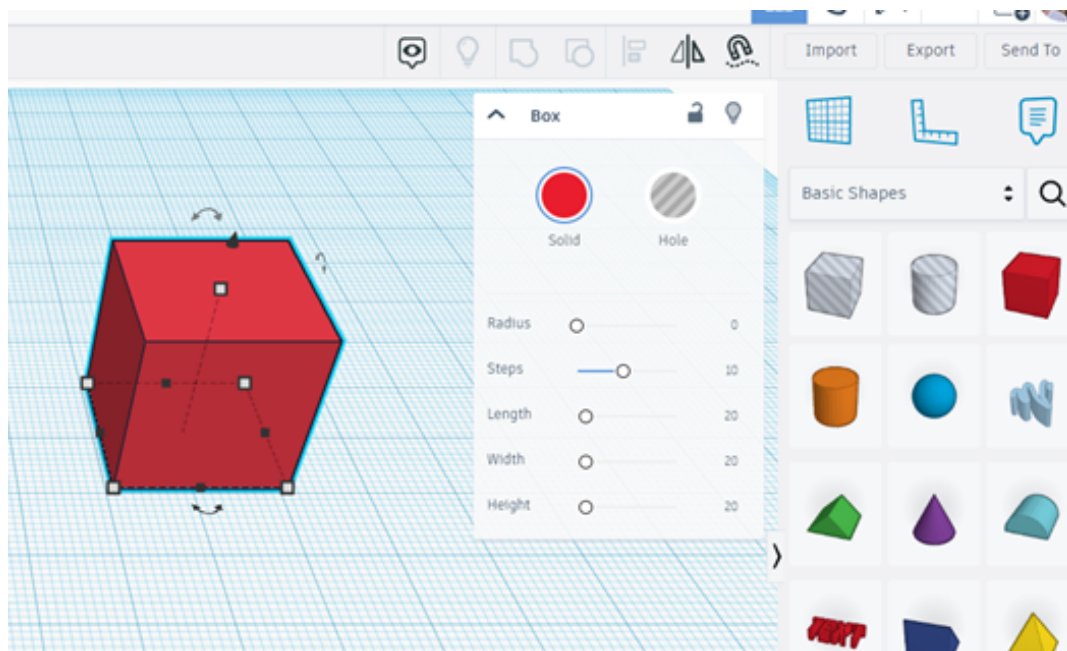 Import Export Send To
Box
Basic Shapes
Solid Hole
Radius 0
Steps 10
Length 20
Width 20
Height 20
TEXT